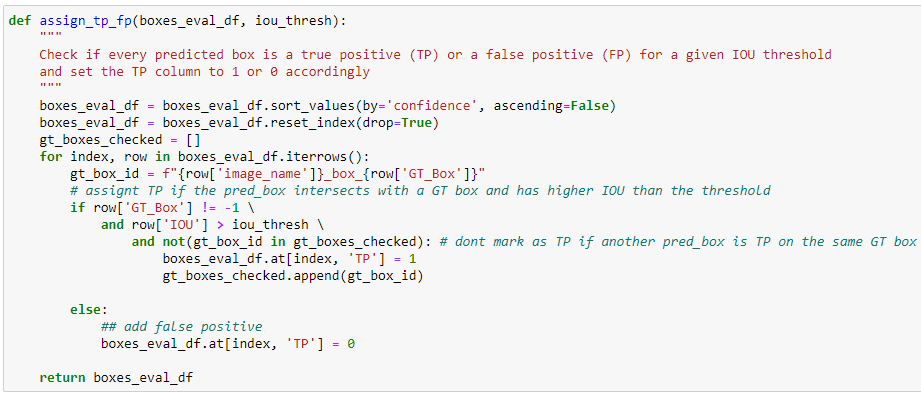 def assign_tp_fp(boxes_eval_df, iou_thresh):
    """
    Check if every predicted box is a true positive (TP) or a false positive (FP) for a given IOU threshold
    and set the TP column to 1 or 0 accordingly
    """
    boxes_eval_df = boxes_eval_df.sort_values(by='confidence', ascending=False)
    boxes_eval_df = boxes_eval_df.reset_index(drop=True)
    gt_boxes_checked = []
    for index, row in boxes_eval_df.iterrows():
        gt_box_id = f"{row['image_name']}_box_{row['GT_Box']}"
        # assignt TP if the pred_box intersects with a GT box and has higher IOU than the threshold
        if row['GT_Box'] != -1 \
            and row['IOU'] > iou_thresh \
                and not(gt_box_id in gt_boxes_checked): # dont mark as TP if another pred_box is TP on the same GT box
                    boxes_eval_df.at[index, 'TP'] = 1
                    gt_boxes_checked.append(gt_box_id)
        else:
            ## add false positive
            boxes_eval_df.at[index, 'TP'] = 0
    return boxes_eval_df